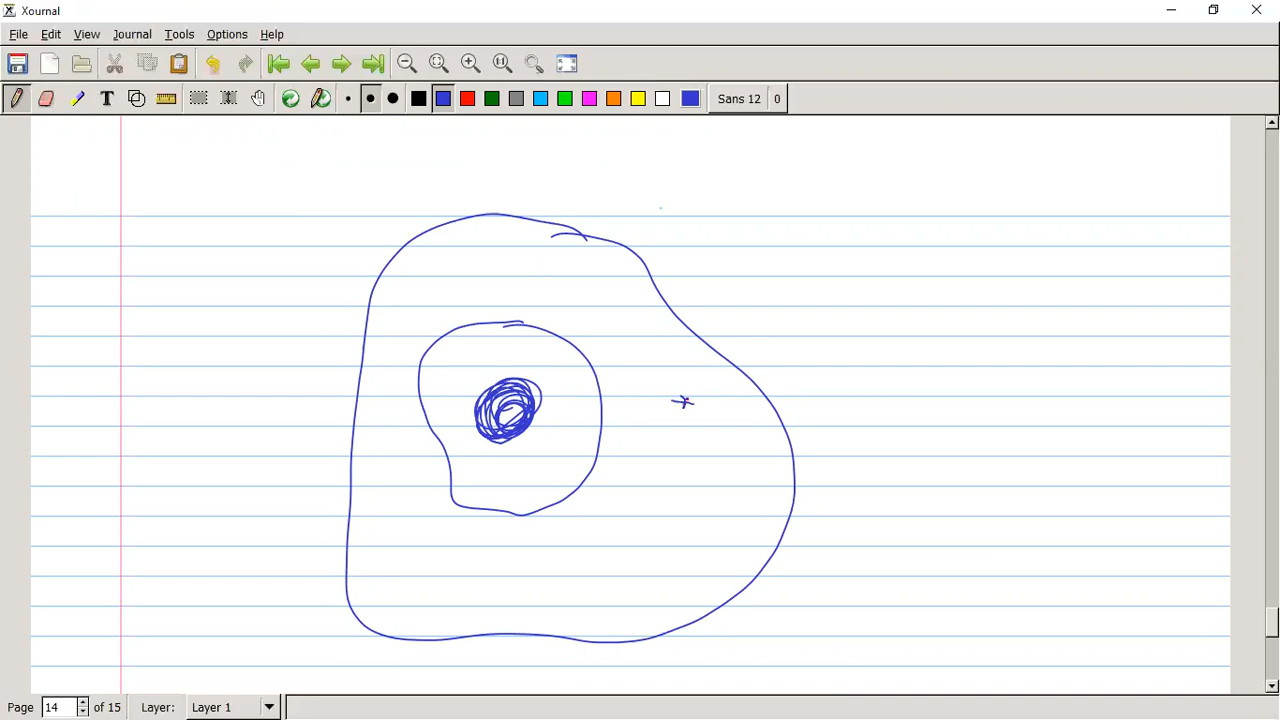 Xournal
File Edit View Journal Tools Options Help
T Sans 12 0
Page 14 of 15 Layer: Layer 1